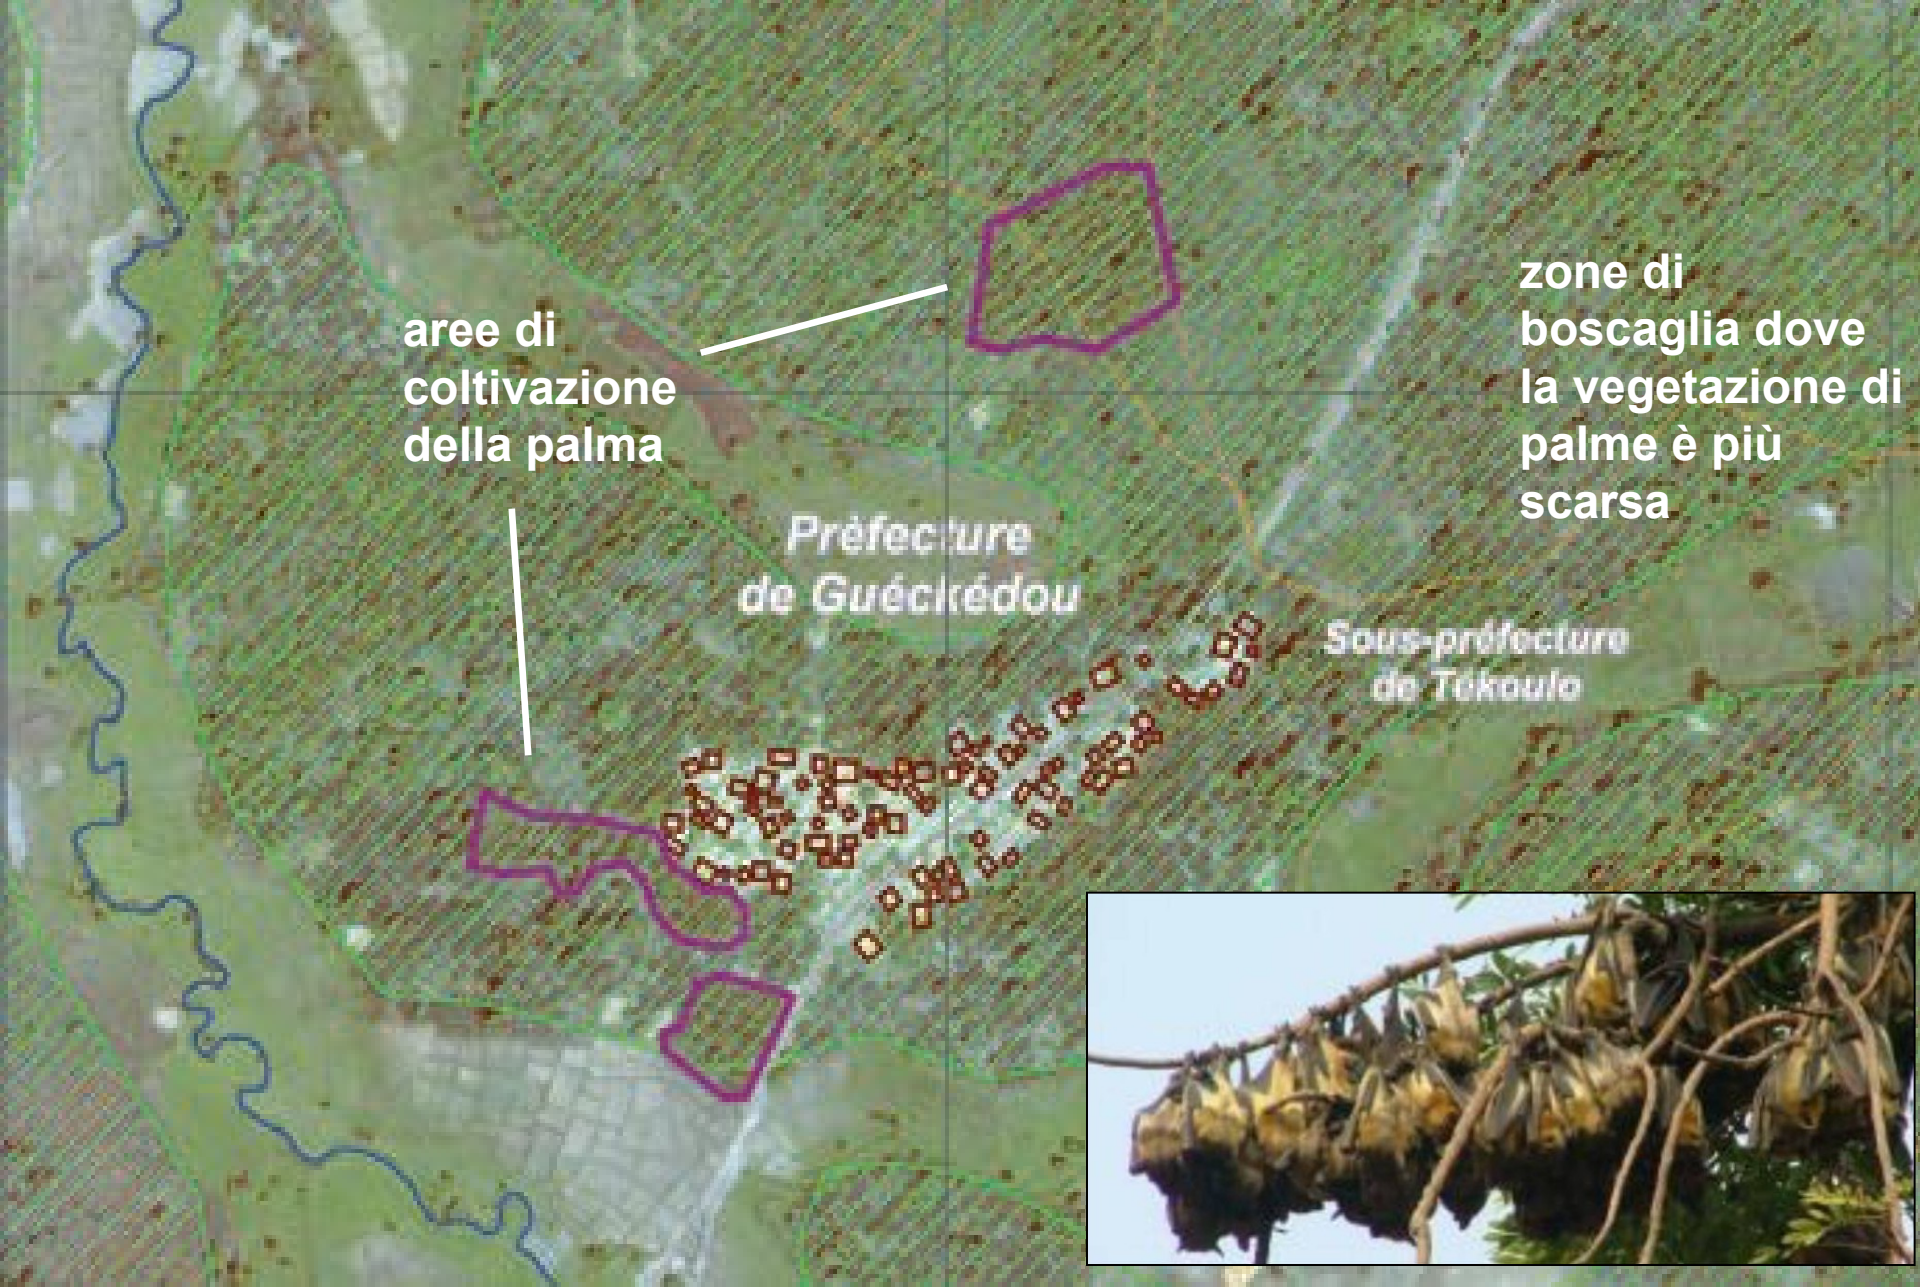 aree di
coltivazione
della palma
zone di
boscaglia dove
la vegetazione di
palme è più
scarsa
Préfecture
de Guéckédou
Sous-préfecture
de Tékoulo